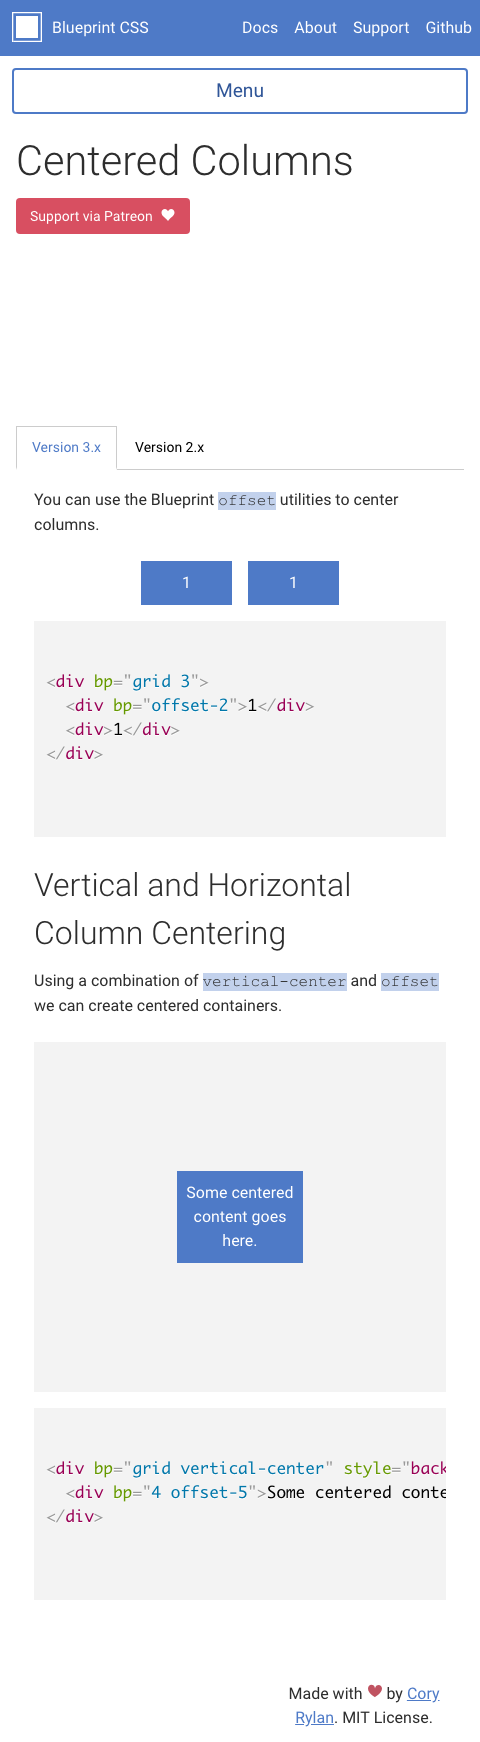 Blueprint CSS Docs About Support Github
Menu
Centered Columns
Support via Patreon
Version 3.x Version 2.x
You can use the Blueprint offset utilities to center
columns.
1 1
<div bp="grid 3">
  <div bp="offset-2">1</div>
  <div>1</div>
</div>
Vertical and Horizontal
Column Centering
Using a combination of vertical-center and offset
we can create centered containers.
Some centered
content goes
here.
<div bp="grid vertical-center" style="back
  <div bp="4 offset-5">Some centered conte
</div>
Made with ♥ by Cory
Rylan. MIT License.